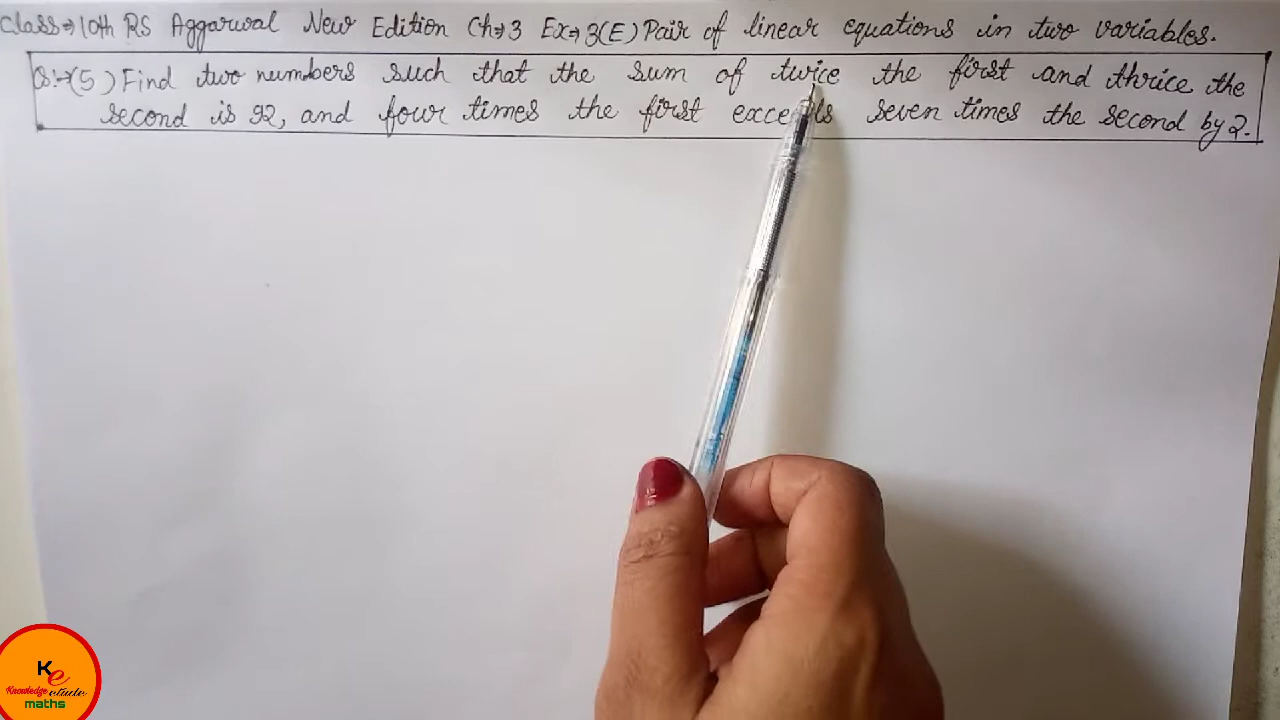 Class→10th RS Aggarwal New Edition Ch→3 Ex→3(E) Pair of linear equations in two variables.
Q:→(5) Find two numbers such that the sum of twice the first and thrice the
second is 92, and four times the first exceeds seven times the second by 2.
Ke
Knowledge etude
maths